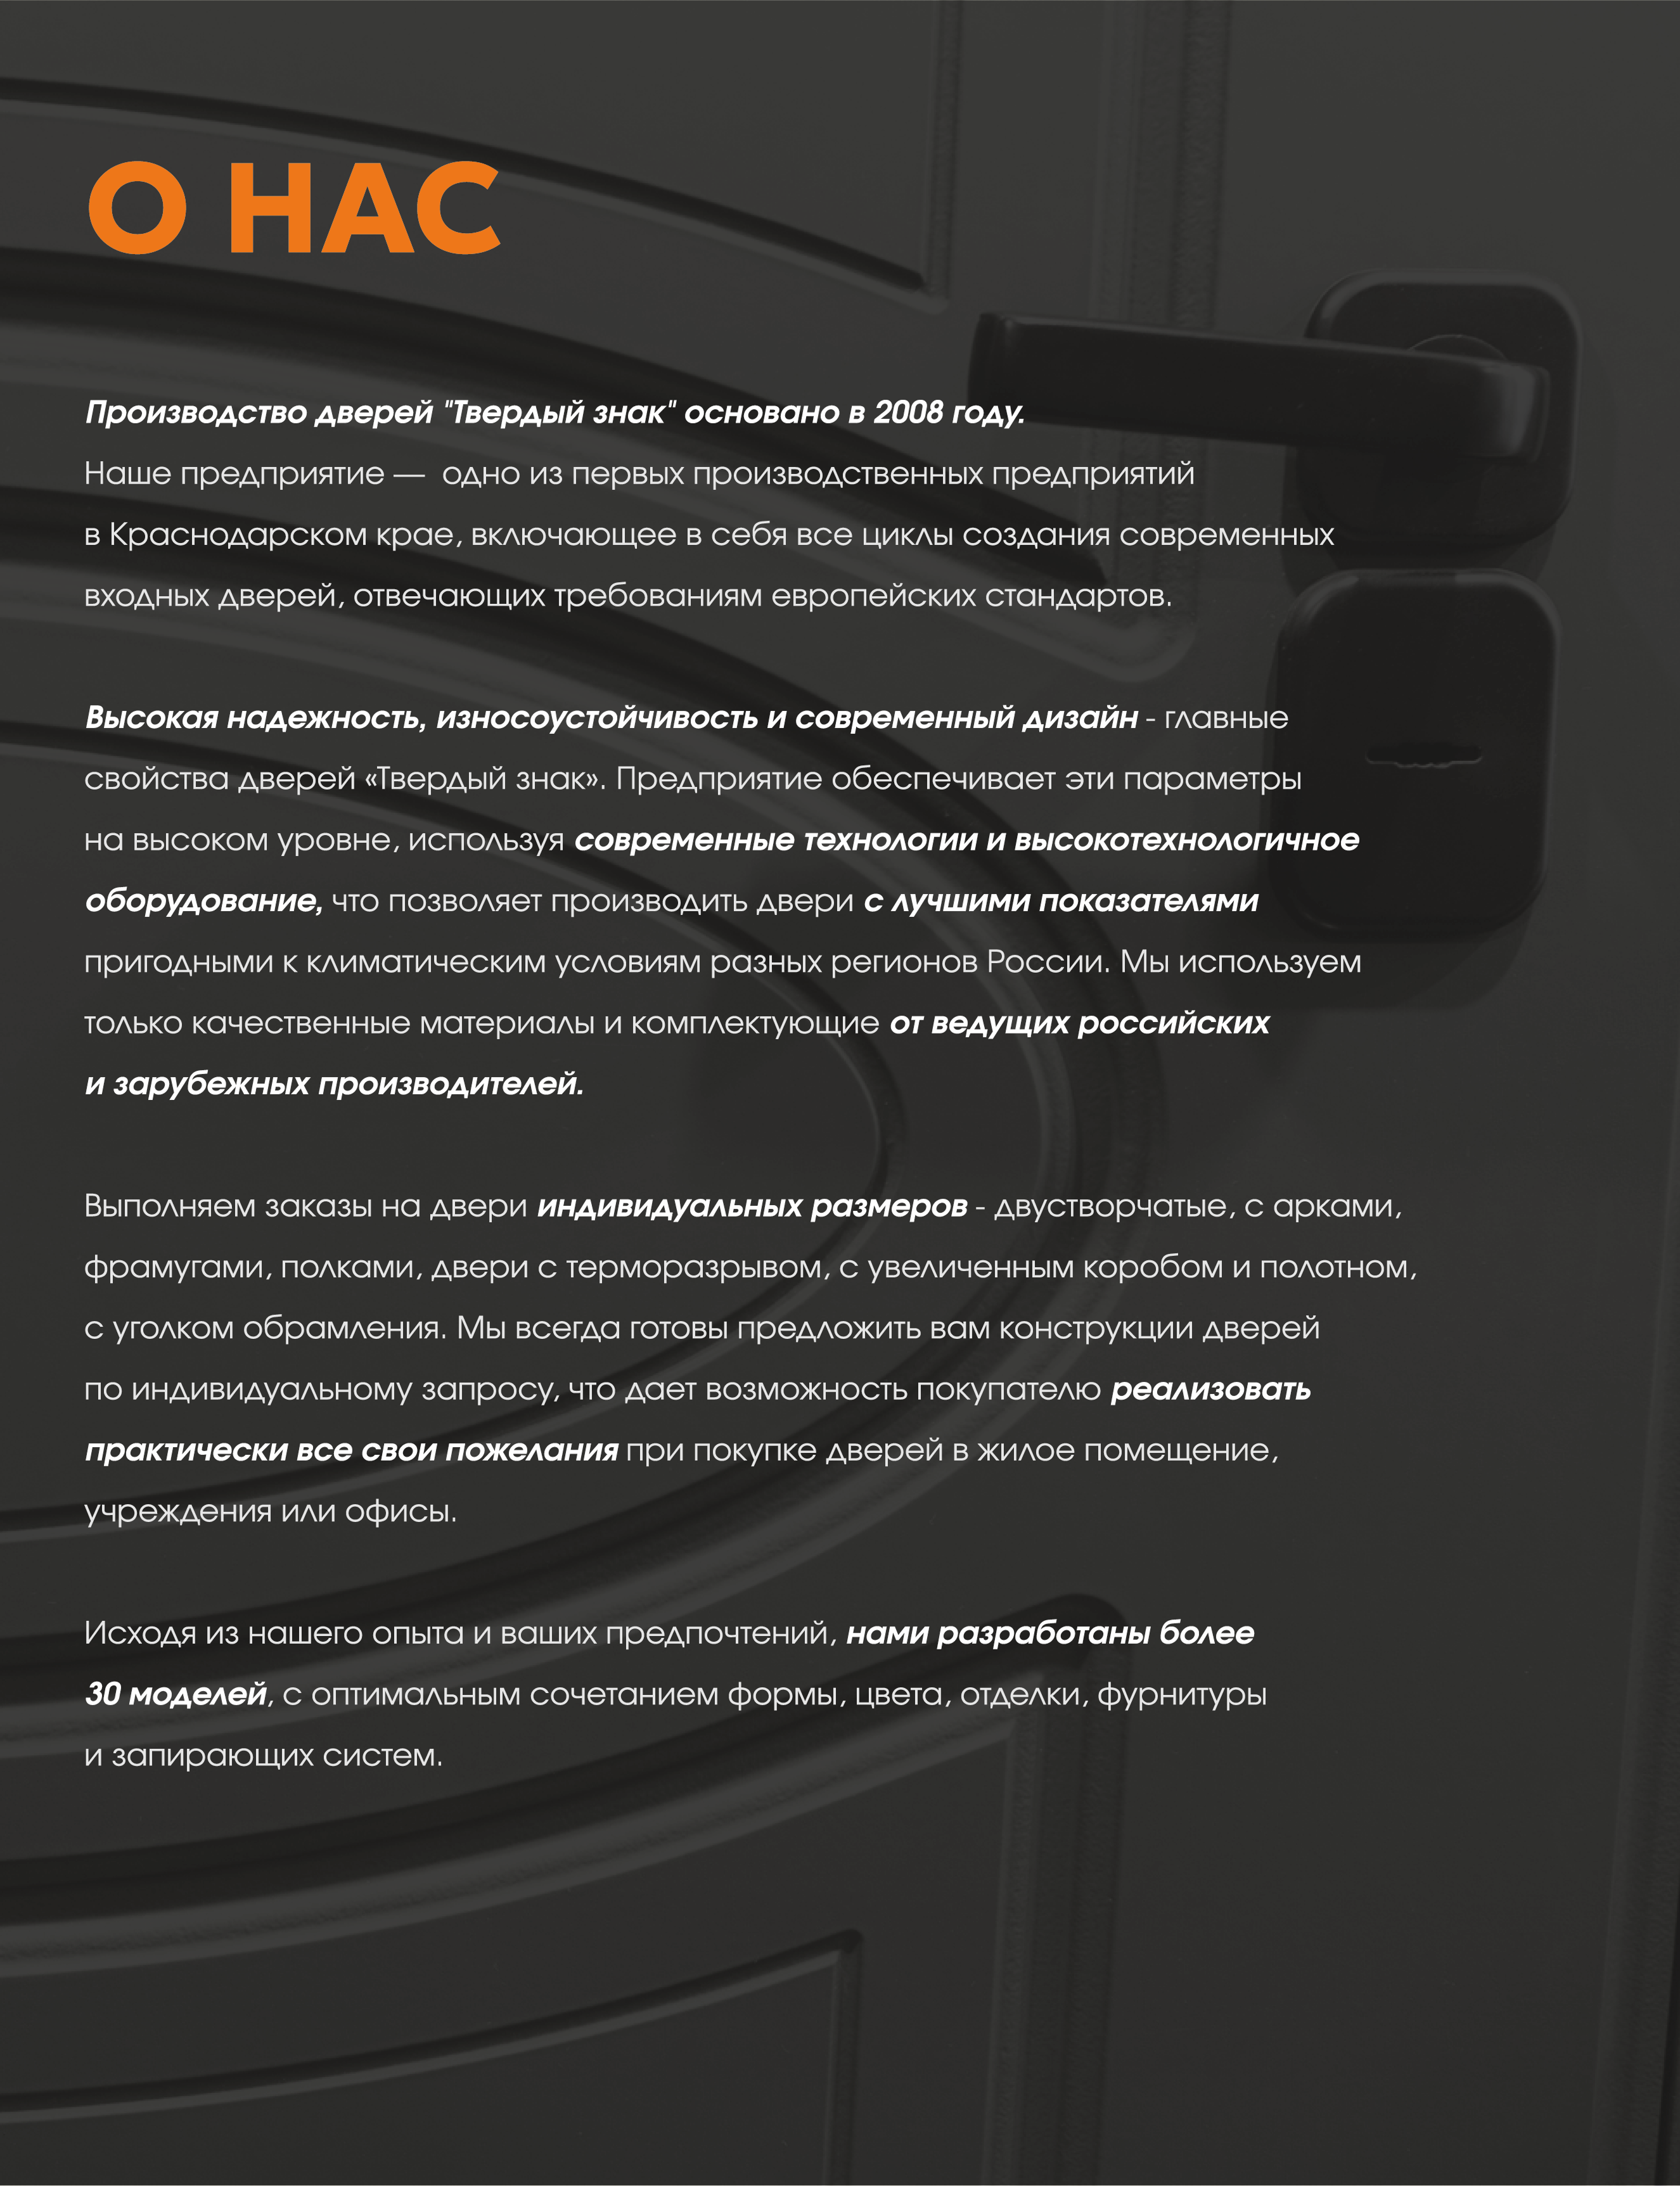 О НАС
Производство дверей "Твердый знак" основано в 2008 году.
Наше предприятие — одно из первых производственных предприятий
в Краснодарском крае, включающее в себя все циклы создания современных
входных дверей, отвечающих требованиям европейских стандартов.
Высокая надежность, износоустойчивость и современный дизайн - главные
свойства дверей «Твердый знак». Предприятие обеспечивает эти параметры
на высоком уровне, используя современные технологии и высокотехнологичное
оборудование, что позволяет производить двери с лучшими показателями
пригодными к климатическим условиям разных регионов России. Мы используем
только качественные материалы и комплектующие от ведущих российских
и зарубежных производителей.
Выполняем заказы на двери индивидуальных размеров - двустворчатые, с арками,
фрамугами, полками, двери с терморазрывом, с увеличенным коробом и полотном,
с уголком обрамления. Мы всегда готовы предложить вам конструкции дверей
по индивидуальному запросу, что дает возможность покупателю реализовать
практически все свои пожелания при покупке дверей в жилое помещение,
учреждения или офисы.
Исходя из нашего опыта и ваших предпочтений, нами разработаны более
30 моделей, с оптимальным сочетанием формы, цвета, отделки, фурнитуры
и запирающих систем.